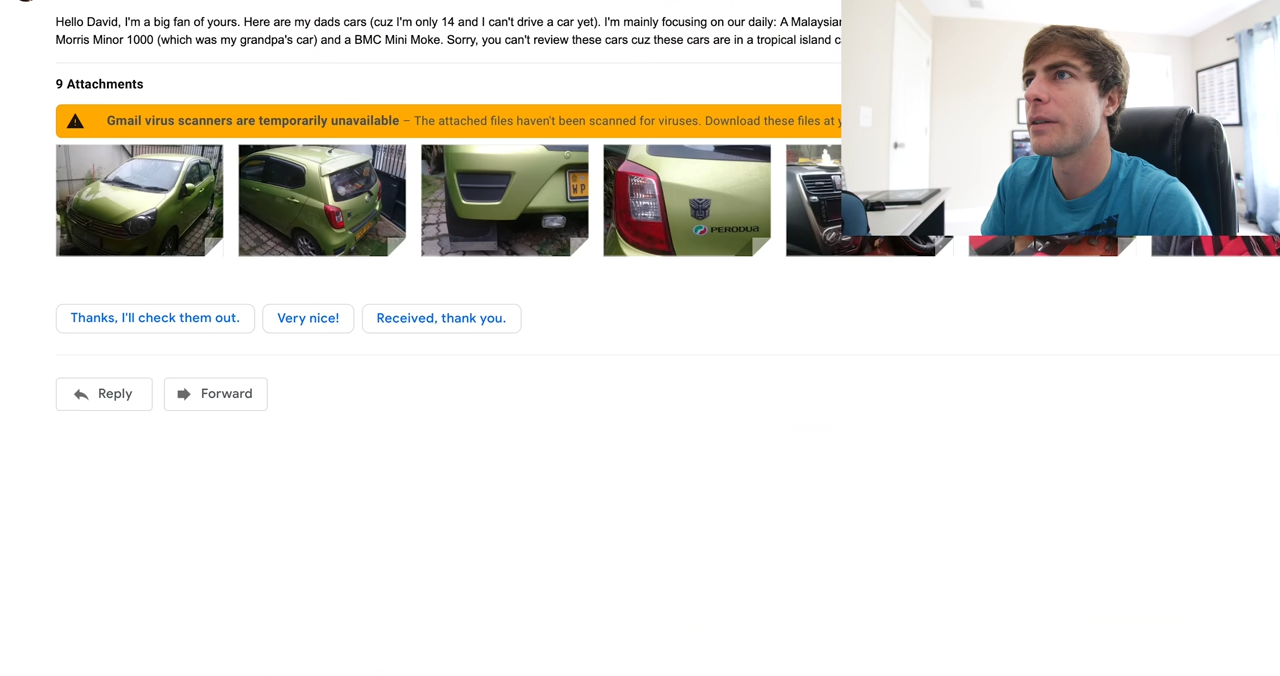 Hello David, I'm a big fan of yours. Here are my dads cars (cuz I'm only 14 and I can't drive a car yet). I'm mainly focusing on our daily: A Malaysian
Morris Minor 1000 (which was my grandpa's car) and a BMC Mini Moke. Sorry, you can't review these cars cuz these cars are in a tropical island
9 Attachments
Gmail virus scanners are temporarily unavailable – The attached files haven't been scanned for viruses. Download these files at
WP
PERODUA
Thanks, I'll check them out. Very nice! Received, thank you.
Reply Forward